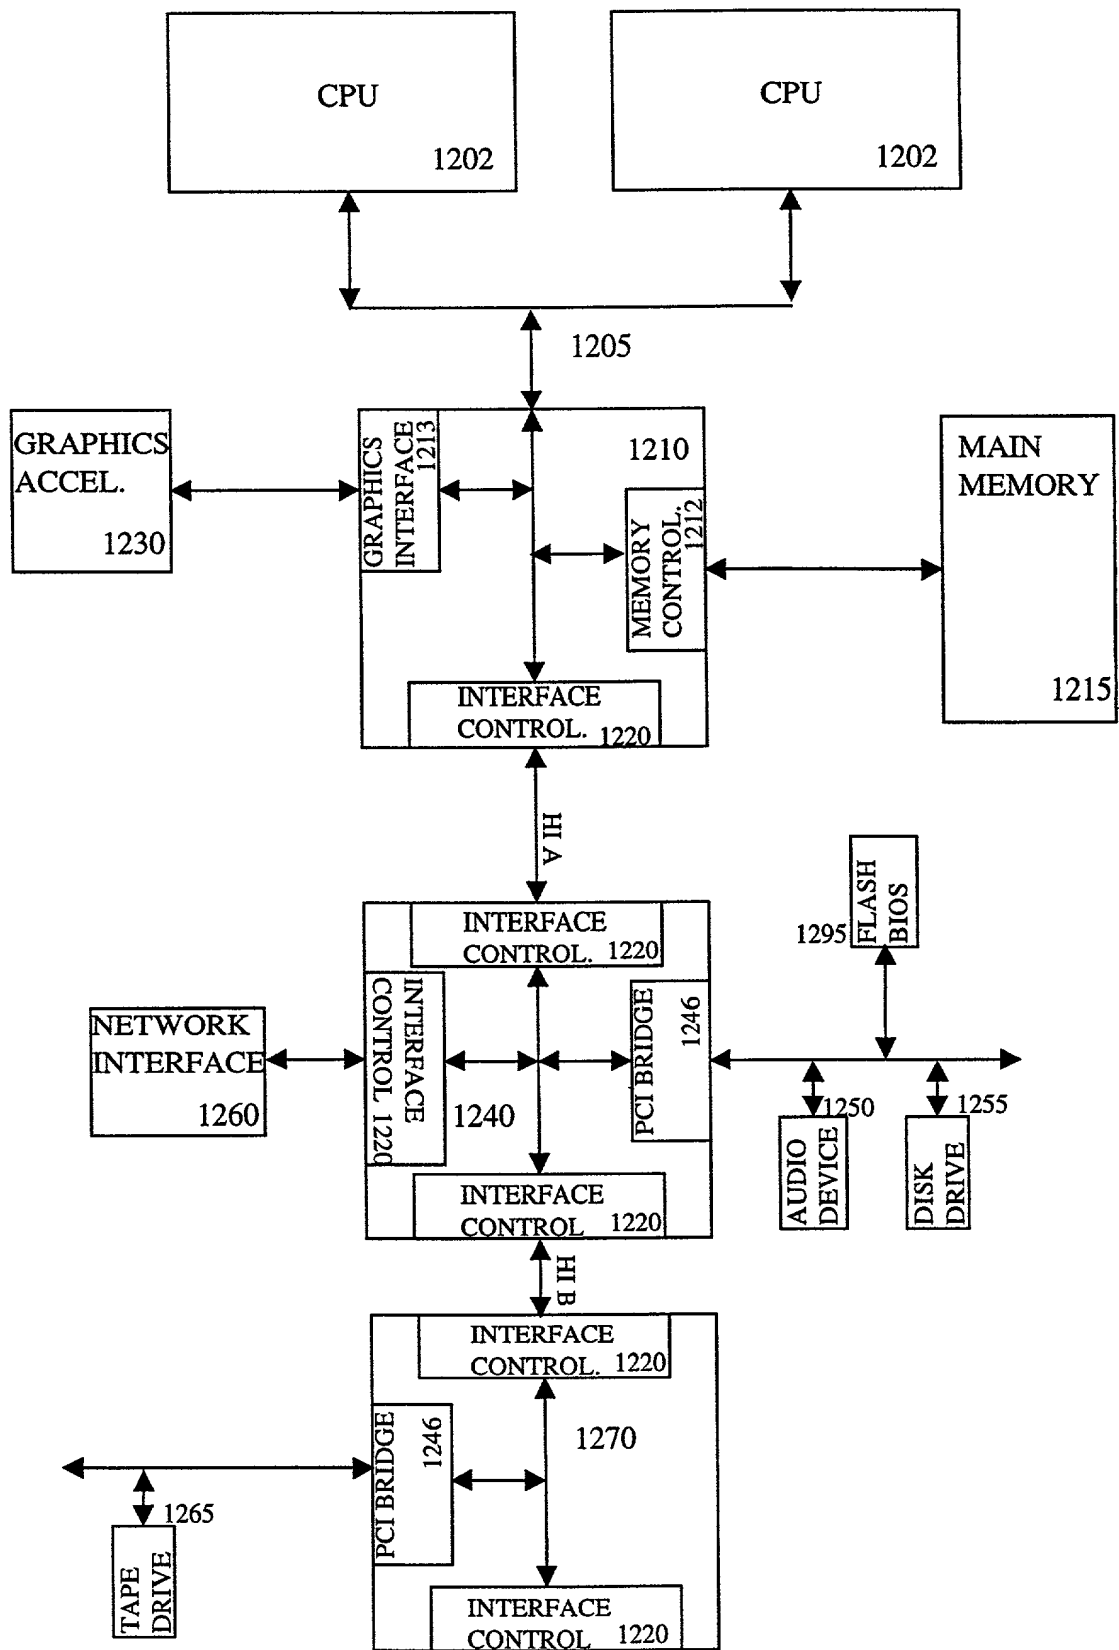 CPU
1202
CPU
1202
1205
GRAPHICS
ACCEL.
1230
GRAPHICS
INTERFACE
1213
1210
MEMORY
CONTROL.
1212
MAIN
MEMORY
1215
INTERFACE
CONTROL. 1220
HI A
INTERFACE
CONTROL. 1220
FLASH
BIOS
1295
NETWORK
INTERFACE
1260
INTERFACE
CONTROL 1220
1240
PCI BRIDGE
1246
1250
AUDIO
DEVICE
1255
DISK
DRIVE
INTERFACE
CONTROL 1220
HI B
INTERFACE
CONTROL. 1220
PCI BRIDGE
1246
1270
1265
TAPE
DRIVE
INTERFACE
CONTROL 1220